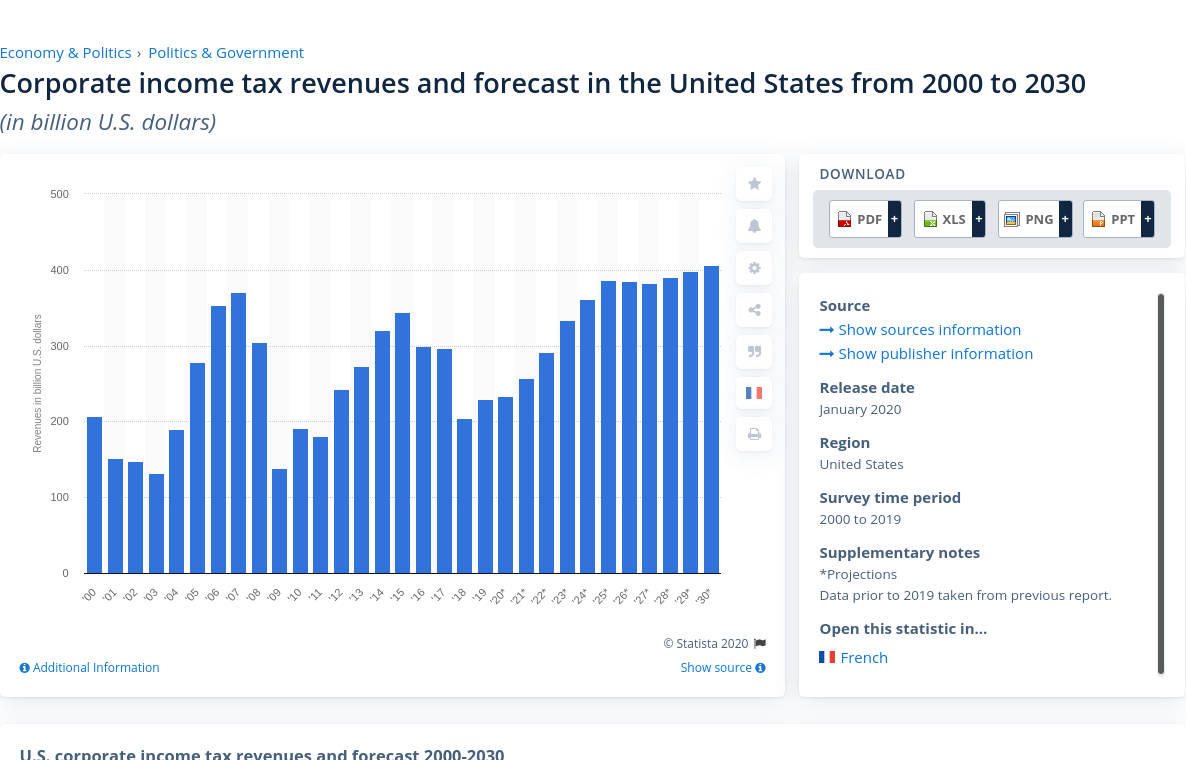 Economy & Politics › Politics & Government
Corporate income tax revenues and forecast in the United States from 2000 to 2030
(in billion U.S. dollars)
500
400
300
200
100
0
Revenues in billion U.S. dollars
'00 '01 '02 '03 '04 '05 '06 '07 '08 '09 '10 '11 '12 '13 '14 '15 '16 '17 '18 '19 '20* '21* '22* '23* '24* '25* '26* '27* '28* '29* '30*
© Statista 2020
Additional Information
Show source
DOWNLOAD
PDF + XLS + PNG + PPT +
Source
Show sources information
Show publisher information
Release date
January 2020
Region
United States
Survey time period
2000 to 2019
Supplementary notes
*Projections
Data prior to 2019 taken from previous report.
Open this statistic in...
French
U.S. corporate income tax revenues and forecast 2000-2030